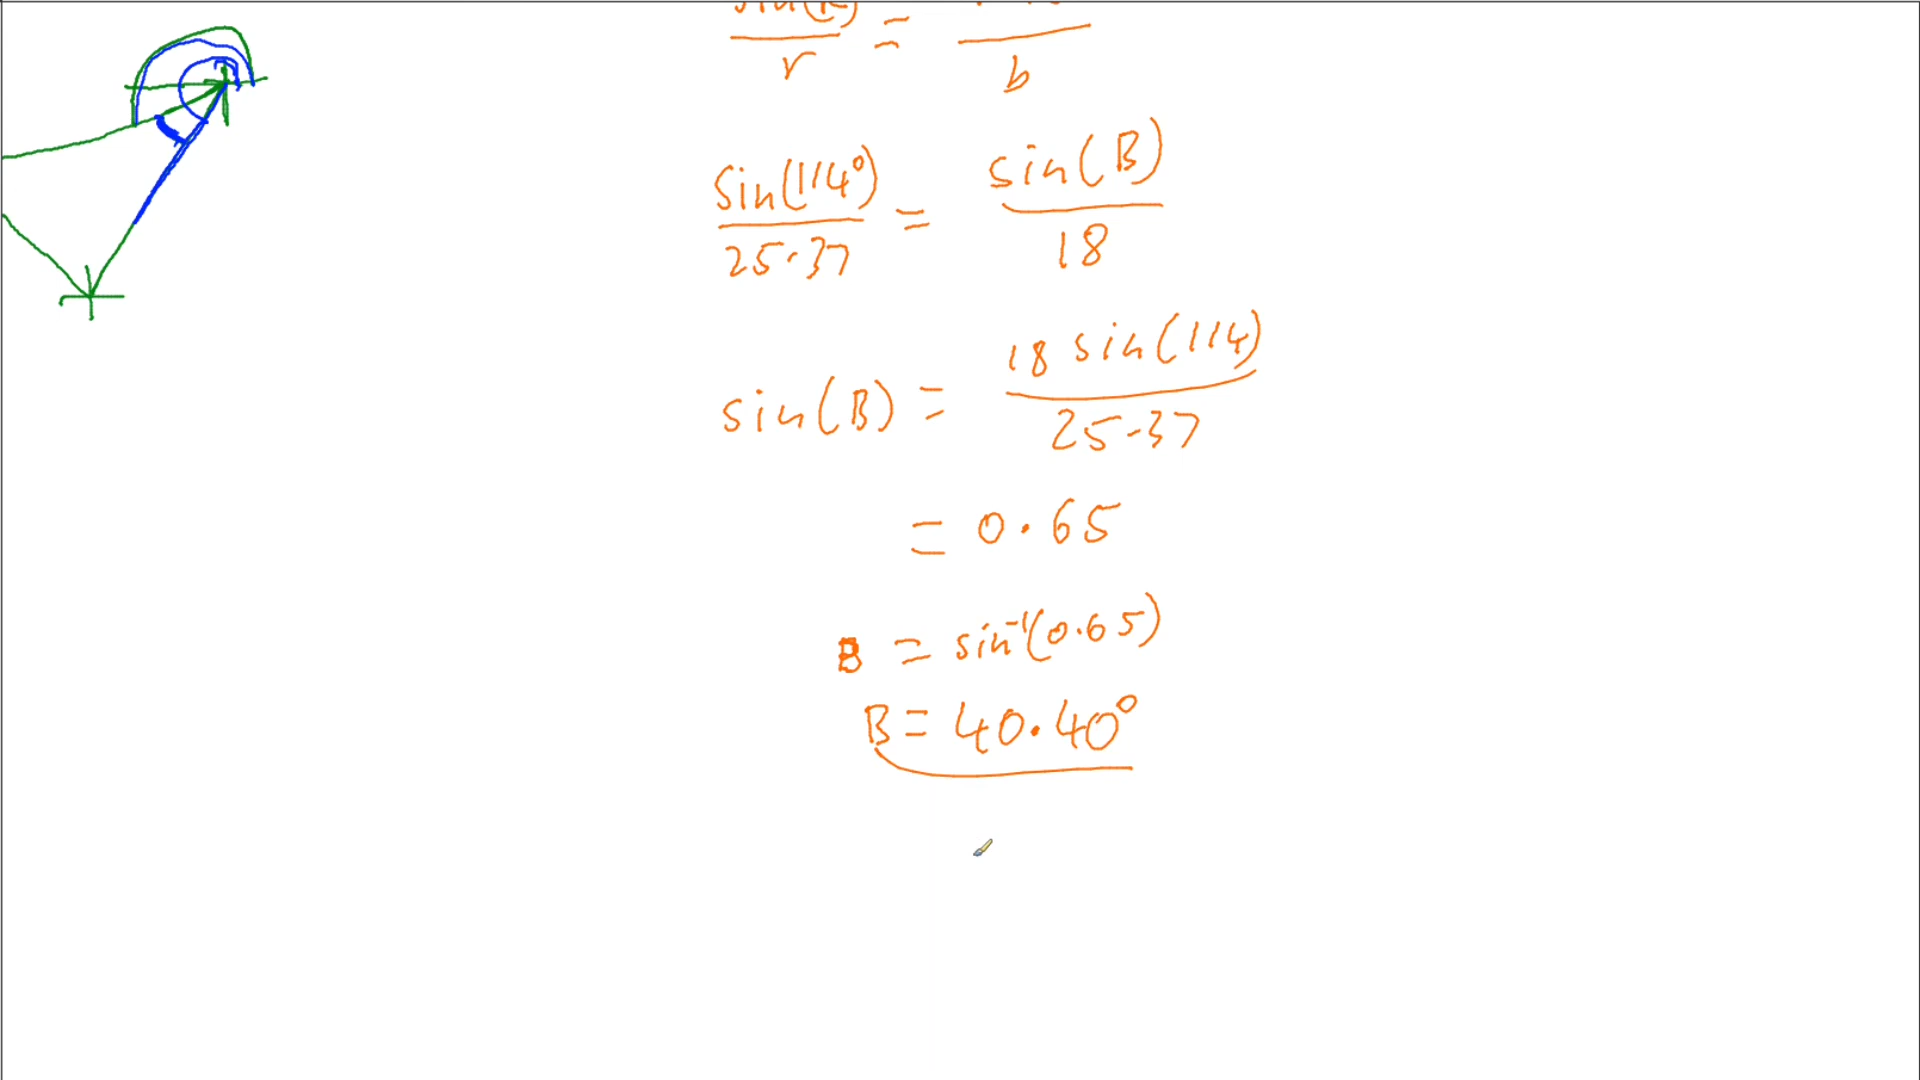 r = b
sin(114°)/25.37 = sin(B)/18
sin(B) = 18 sin(114)/25.37
= 0.65
B = sin⁻¹(0.65)
B = 40.40°